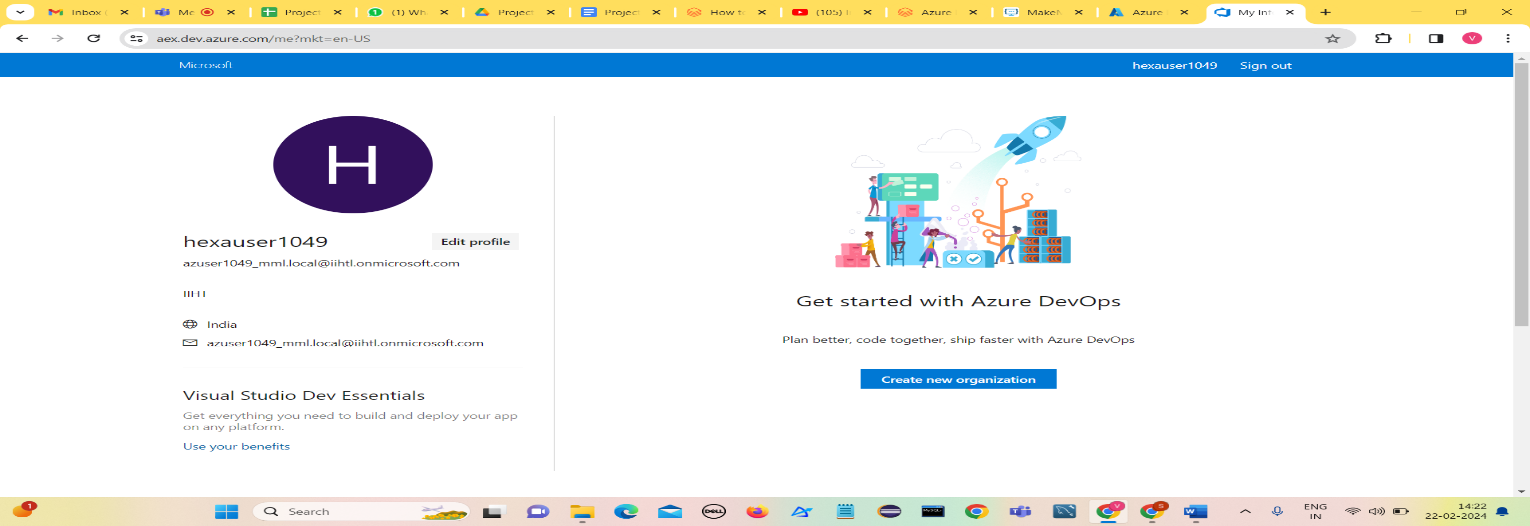 Inbox (
Me
Project
(1) Wh
Project
Project
How t
(105) I
Azure
MakeM
Azure
My Inf
aex.dev.azure.com/me?mkt=en-US
V
Microsoft
hexauser1049 Sign out
H
hexauser1049
Edit profile
azuser1049_mml.local@iihtl.onmicrosoft.com
IIHT
India
azuser1049_mml.local@iihtl.onmicrosoft.com
Visual Studio Dev Essentials
Get everything you need to build and deploy your app
on any platform.
Use your benefits
Get started with Azure DevOps
Plan better, code together, ship faster with Azure DevOps
Create new organization
1
Search
DELL
ENG
IN
14:22
22-02-2024